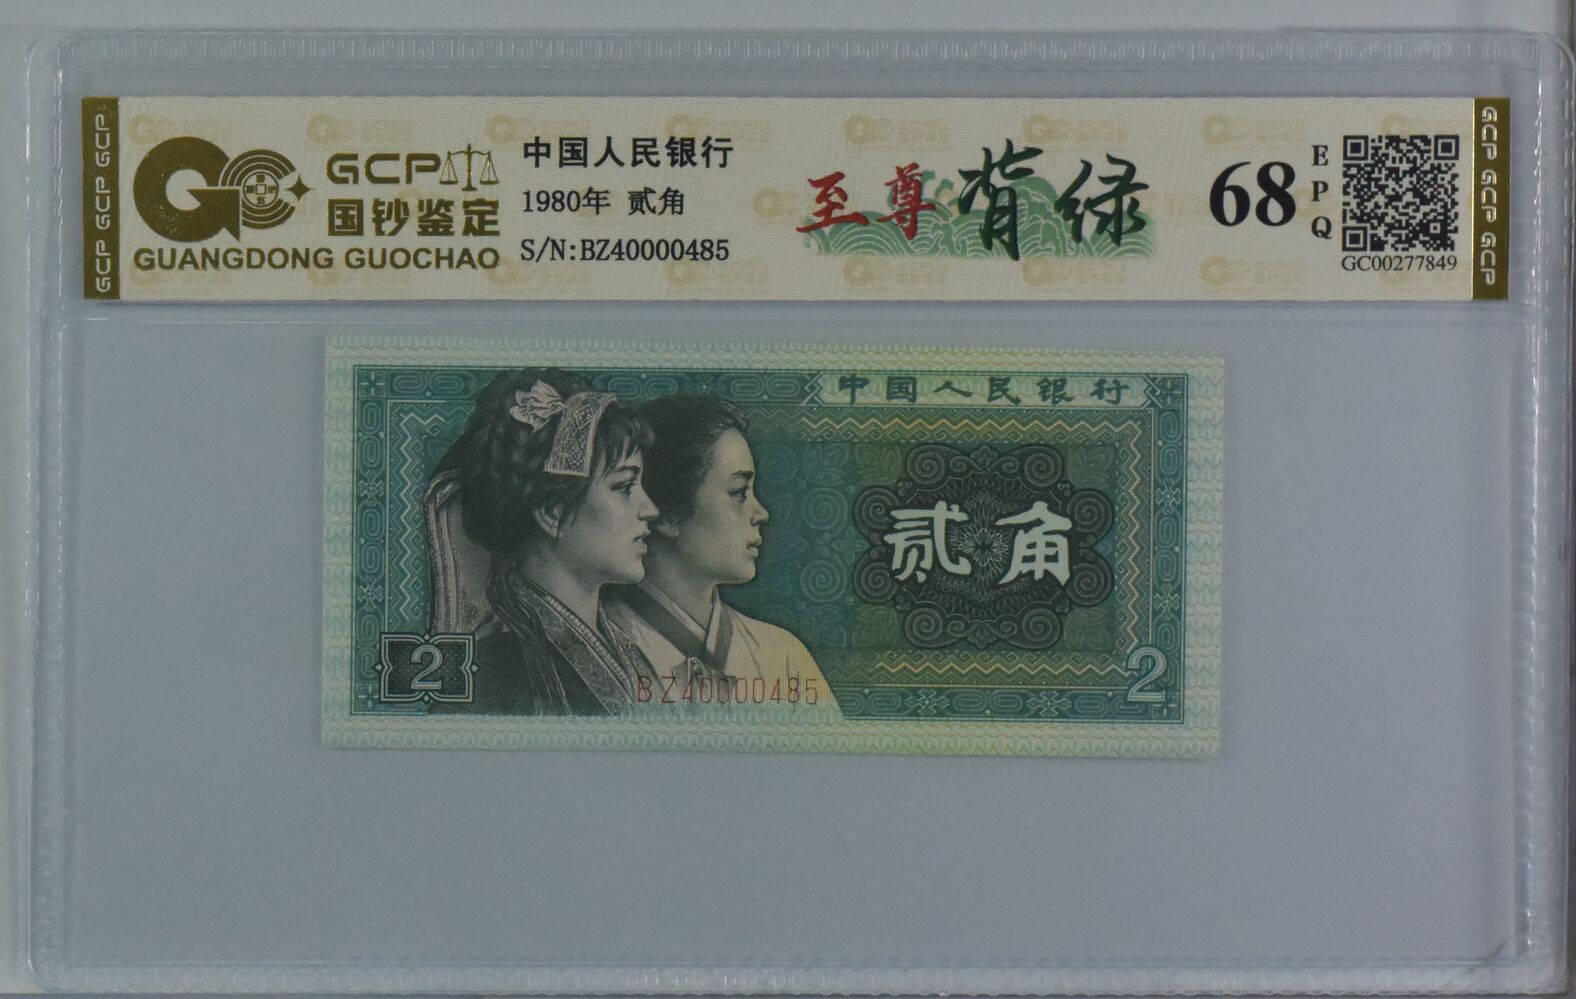 GCP
国钞鉴定
GUANGDONG GUOCHAO
中国人民银行
1980年 贰角
S/N:BZ40000485
至尊背绿
68
EPQ
GC00277849
GCP GCP GCP
GCP GCP GCP
中国人民银行
贰角
2
2
BZ40000485